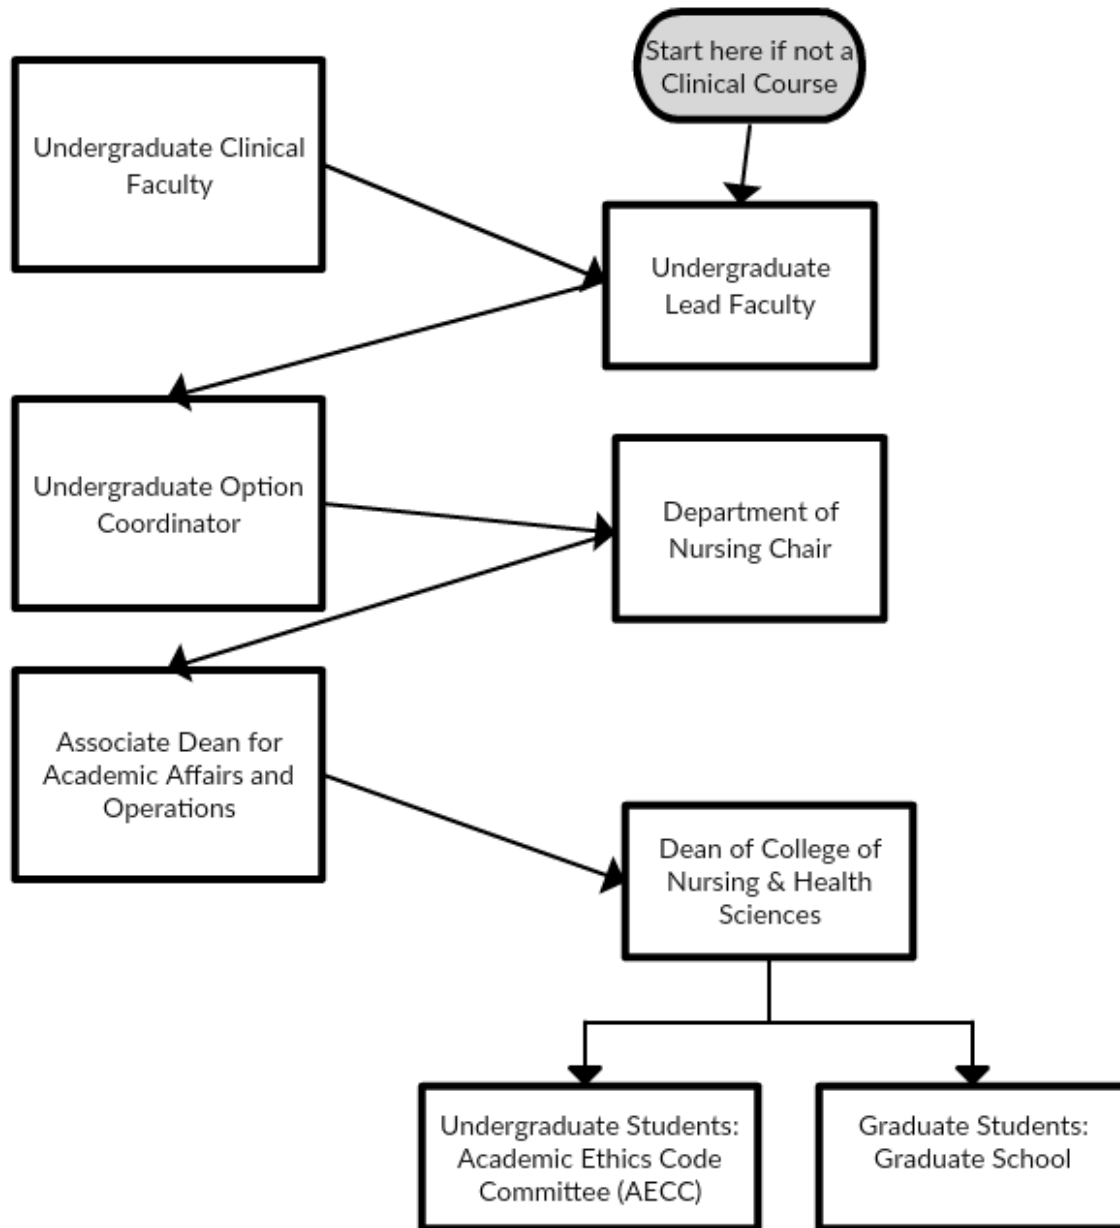 Start here if not a
Clinical Course
Undergraduate Clinical
Faculty
Undergraduate
Lead Faculty
Undergraduate Option
Coordinator
Department of
Nursing Chair
Associate Dean for
Academic Affairs and
Operations
Dean of College of
Nursing & Health
Sciences
Undergraduate Students:
Academic Ethics Code
Committee (AECC)
Graduate Students:
Graduate School